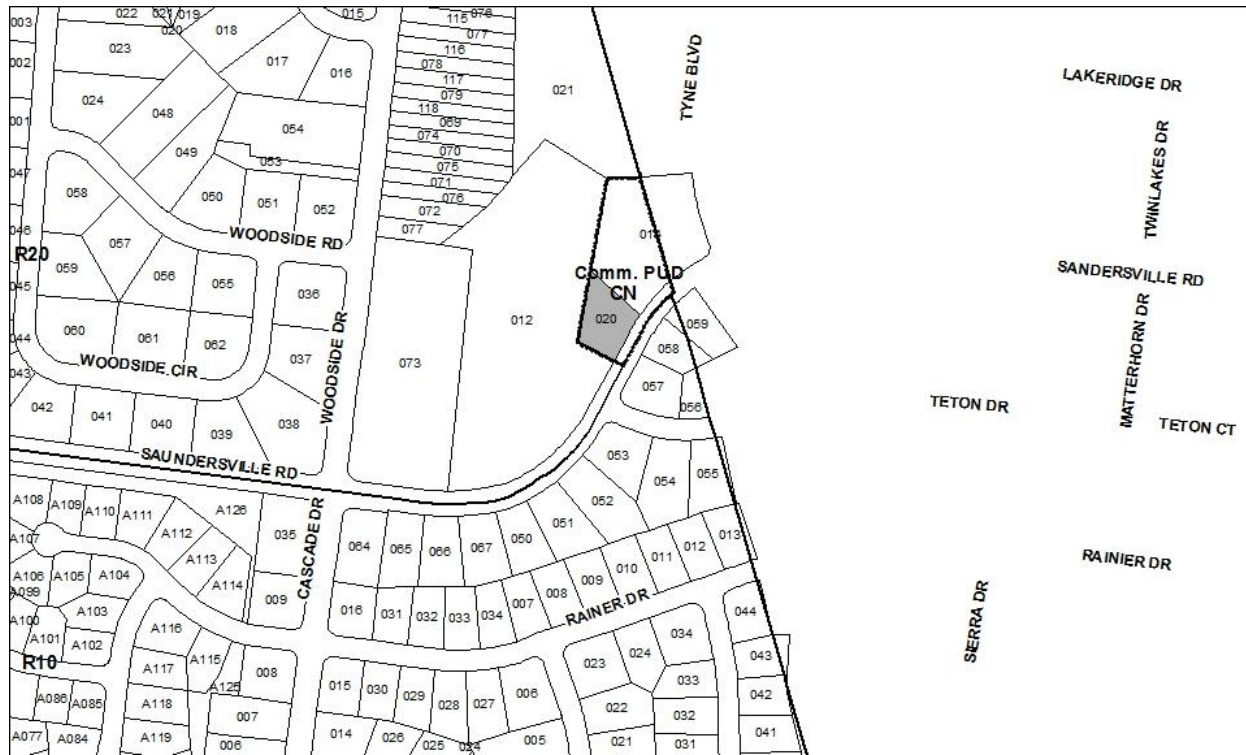 003
022
021
019
020
018
015
115
076
077
023
002
017
016
116
078
117
079
118
069
074
070
075
071
076
072
077
021
TYNE BLVD
LAKERIDGE DR
TWINLAKES DR
024
048
001
054
049
053
047
058
050
051
052
WOODSIDE RD
046
057
R20
059
056
055
036
045
014
Comm. PUD
CN
SANDERSVILLE RD
MATTERHORN DR
060
061
062
044
WOODSIDE CIR
037
WOODSIDE DR
073
012
020
059
058
057
056
043
042
041
040
039
038
TETON DR
TETON CT
SAUNDERSVILLE RD
053
054
055
A108
A109
A110
A111
A126
035
CASCADE DR
052
051
050
067
066
065
064
A107
A112
A113
A114
013
012
011
010
009
008
007
RAINIER DR
A106
A105
A104
A099
009
016
031
032
033
034
RAINER DR
SIERRA DR
A103
A100
A101
A102
A116
044
R10
A115
008
034
024
023
043
A117
A086
A085
A125
015
030
029
028
027
006
033
042
A118
007
022
032
A077
A084
A119
006
014
026
025
024
005
021
031
041